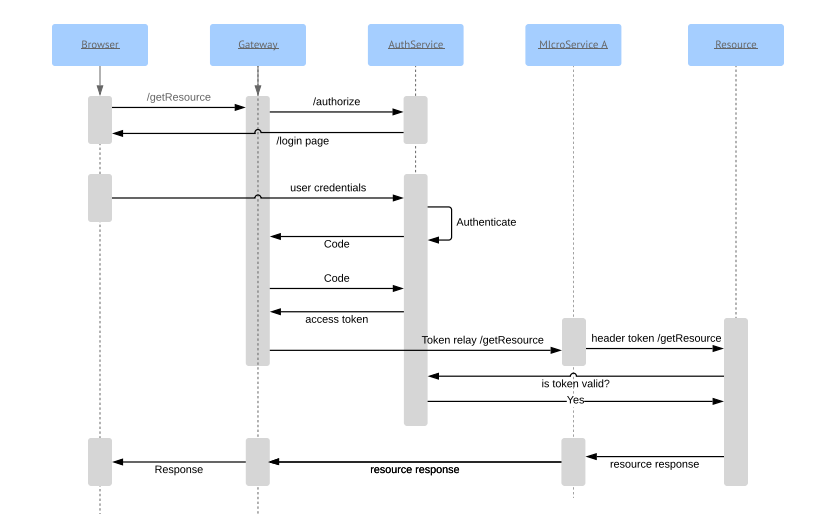 Browser
Gateway
AuthService
MIcroService A
Resource
/getResource
/authorize
/login page
user credentials
Authenticate
Code
Code
access token
Token relay /getResource
header token /getResource
is token valid?
Yes
resource response
resource response
Response